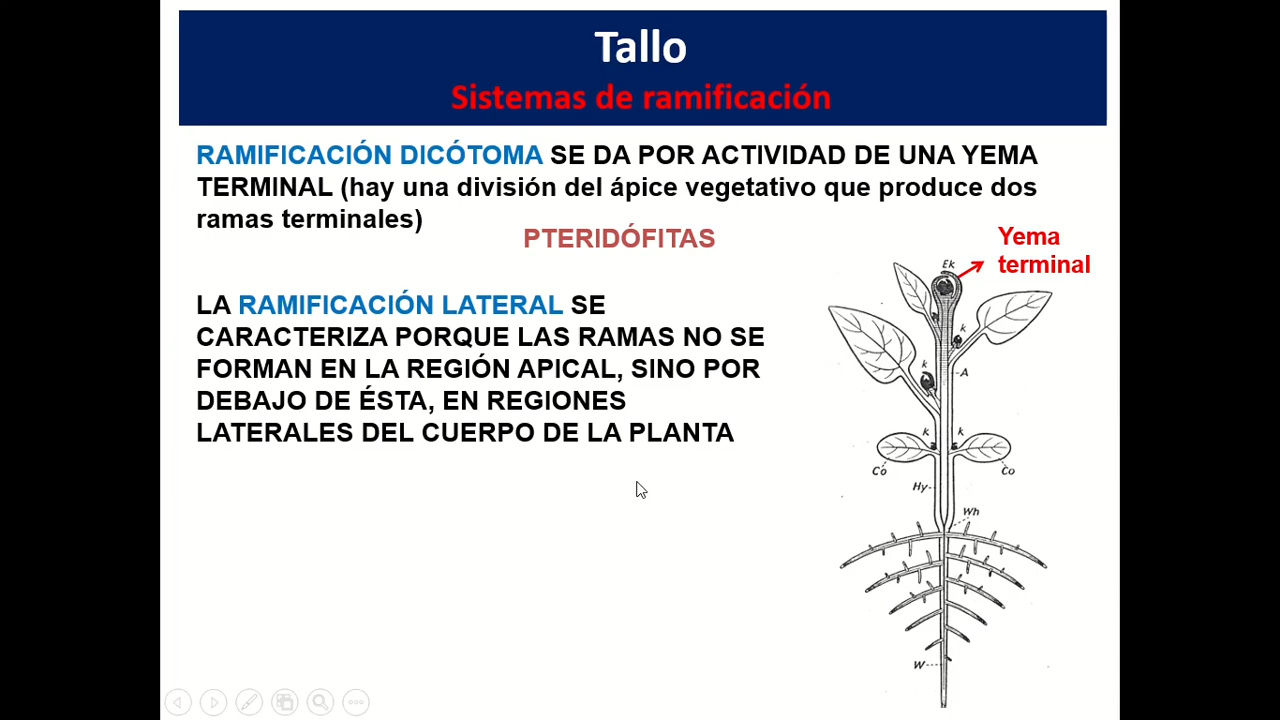 Tallo
Sistemas de ramificación
RAMIFICACIÓN DICÓTOMA SE DA POR ACTIVIDAD DE UNA YEMA
TERMINAL (hay una división del ápice vegetativo que produce dos
ramas terminales)
PTERIDÓFITAS
Yema
terminal
LA RAMIFICACIÓN LATERAL SE
CARACTERIZA PORQUE LAS RAMAS NO SE
FORMAN EN LA REGIÓN APICAL, SINO POR
DEBAJO DE ÉSTA, EN REGIONES
LATERALES DEL CUERPO DE LA PLANTA
Ek
k
k
A
k k
Co Co
Hy
Wh
W